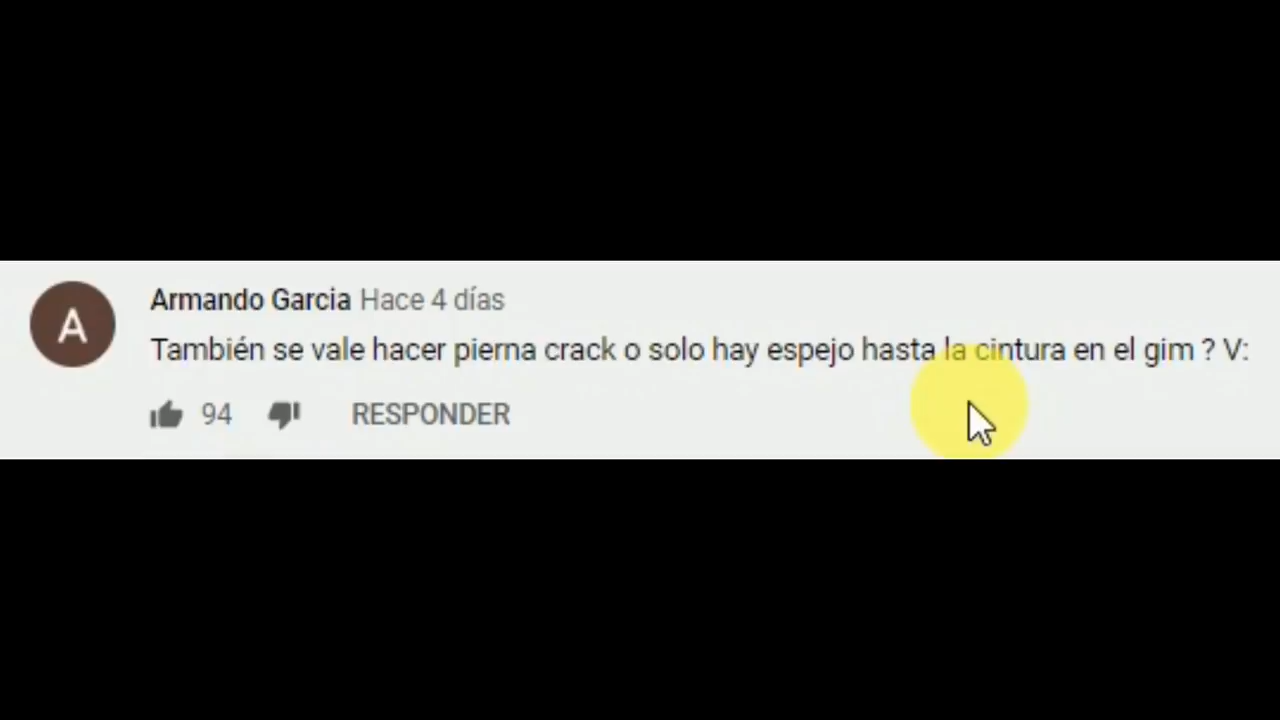 A
Armando Garcia Hace 4 días
También se vale hacer pierna crack o solo hay espejo hasta la cintura en el gim ? V:
94 RESPONDER